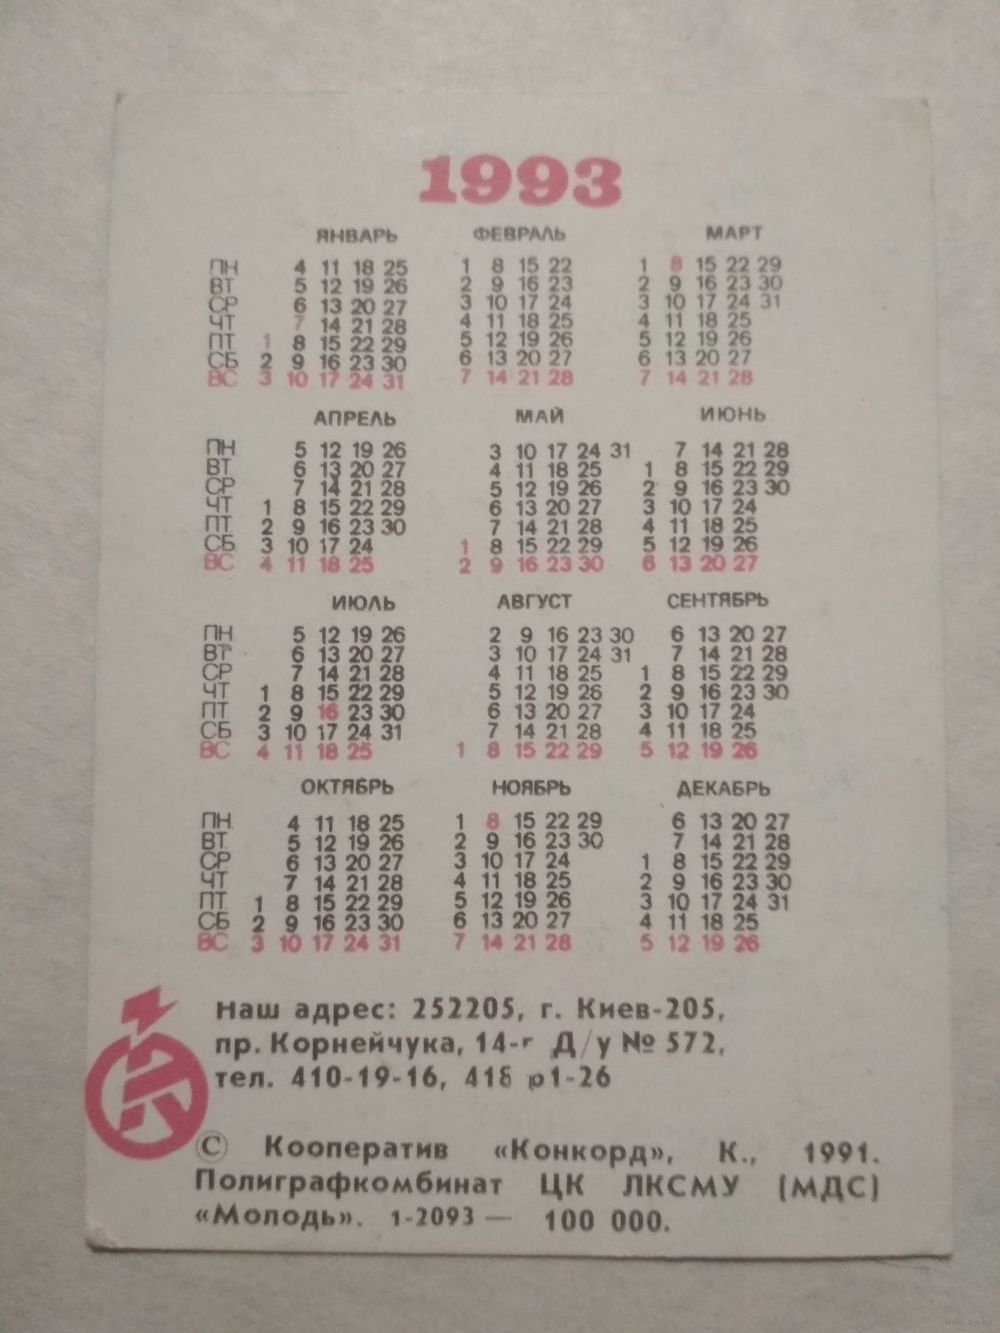 1993
ЯНВАРЬ ФЕВРАЛЬ МАРТ
ПН 4 11 18 25 1 8 15 22 1 8 15 22 29
ВТ 5 12 19 26 2 9 16 23 2 9 16 23 30
СР 6 13 20 27 3 10 17 24 3 10 17 24 31
ЧТ 7 14 21 28 4 11 18 25 4 11 18 25
ПТ 1 8 15 22 29 5 12 19 26 5 12 19 26
СБ 2 9 16 23 30 6 13 20 27 6 13 20 27
ВС 3 10 17 24 31 7 14 21 28 7 14 21 28
АПРЕЛЬ МАЙ ИЮНЬ
ПН 5 12 19 26 3 10 17 24 31 7 14 21 28
ВТ 6 13 20 27 4 11 18 25 1 8 15 22 29
СР 7 14 21 28 5 12 19 26 2 9 16 23 30
ЧТ 1 8 15 22 29 6 13 20 27 3 10 17 24
ПТ 2 9 16 23 30 7 14 21 28 4 11 18 25
СБ 3 10 17 24 1 8 15 22 29 5 12 19 26
ВС 4 11 18 25 2 9 16 23 30 6 13 20 27
ИЮЛЬ АВГУСТ СЕНТЯБРЬ
ПН 5 12 19 26 2 9 16 23 30 6 13 20 27
ВТ 6 13 20 27 3 10 17 24 31 7 14 21 28
СР 7 14 21 28 4 11 18 25 1 8 15 22 29
ЧТ 1 8 15 22 29 5 12 19 26 2 9 16 23 30
ПТ 2 9 16 23 30 6 13 20 27 3 10 17 24
СБ 3 10 17 24 31 7 14 21 28 4 11 18 25
ВС 4 11 18 25 1 8 15 22 29 5 12 19 26
ОКТЯБРЬ НОЯБРЬ ДЕКАБРЬ
ПН 4 11 18 25 1 8 15 22 29 6 13 20 27
ВТ 5 12 19 26 2 9 16 23 30 7 14 21 28
СР 6 13 20 27 3 10 17 24 1 8 15 22 29
ЧТ 7 14 21 28 4 11 18 25 2 9 16 23 30
ПТ 1 8 15 22 29 5 12 19 26 3 10 17 24 31
СБ 2 9 16 23 30 6 13 20 27 4 11 18 25
ВС 3 10 17 24 31 7 14 21 28 5 12 19 26
Наш адрес: 252205, г. Киев-205,
пр. Корнейчука, 14-г Д/у № 572,
тел. 410-19-16, 418 р1-26
© Кооператив «Конкорд», К., 1991.
Полиграфкомбинат ЦК ЛКСМУ (МДС)
«Молодь». 1-2093 — 100 000.
www.ay.by